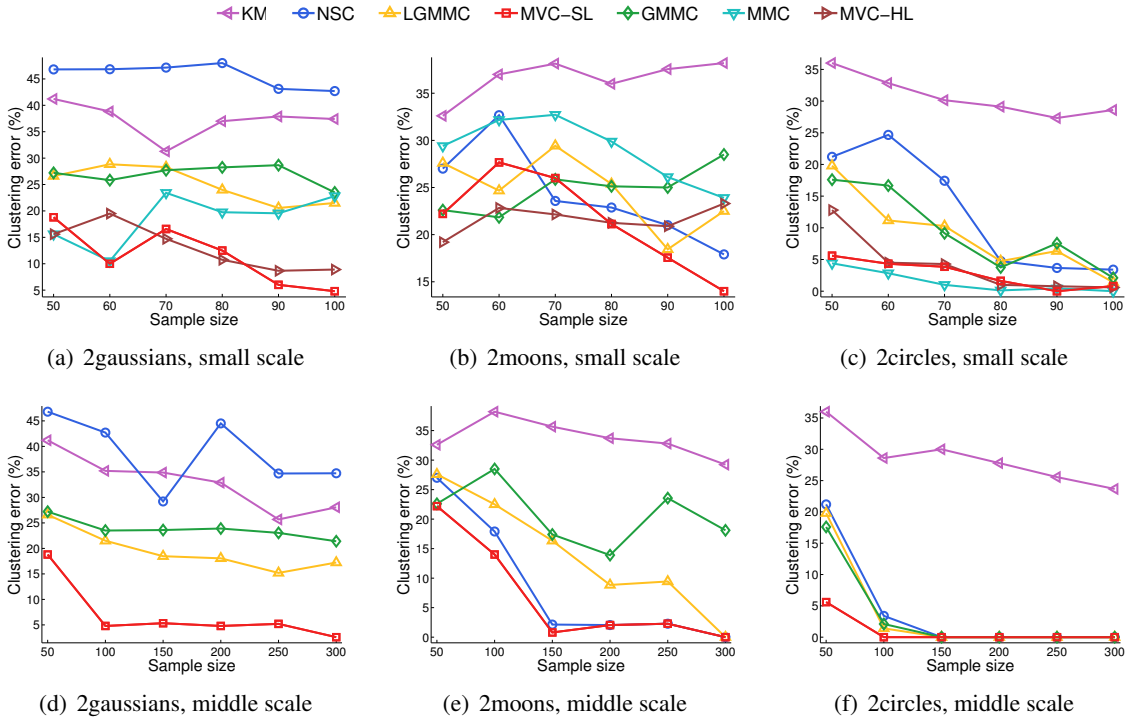 KM NSC LGMMC MVC-SL GMMC MMC MVC-HL
Clustering error (%)
45
40
35
30
25
20
15
10
5
50 60 70 80 90 100
Sample size
(a) 2gaussians, small scale
Clustering error (%)
35
30
25
20
15
50 60 70 80 90 100
Sample size
(b) 2moons, small scale
Clustering error (%)
35
30
25
20
15
10
5
0
50 60 70 80 90 100
Sample size
(c) 2circles, small scale
Clustering error (%)
45
40
35
30
25
20
15
10
5
50 100 150 200 250 300
Sample size
(d) 2gaussians, middle scale
Clustering error (%)
35
30
25
20
15
10
5
0
50 100 150 200 250 300
Sample size
(e) 2moons, middle scale
Clustering error (%)
35
30
25
20
15
10
5
0
50 100 150 200 250 300
Sample size
(f) 2circles, middle scale